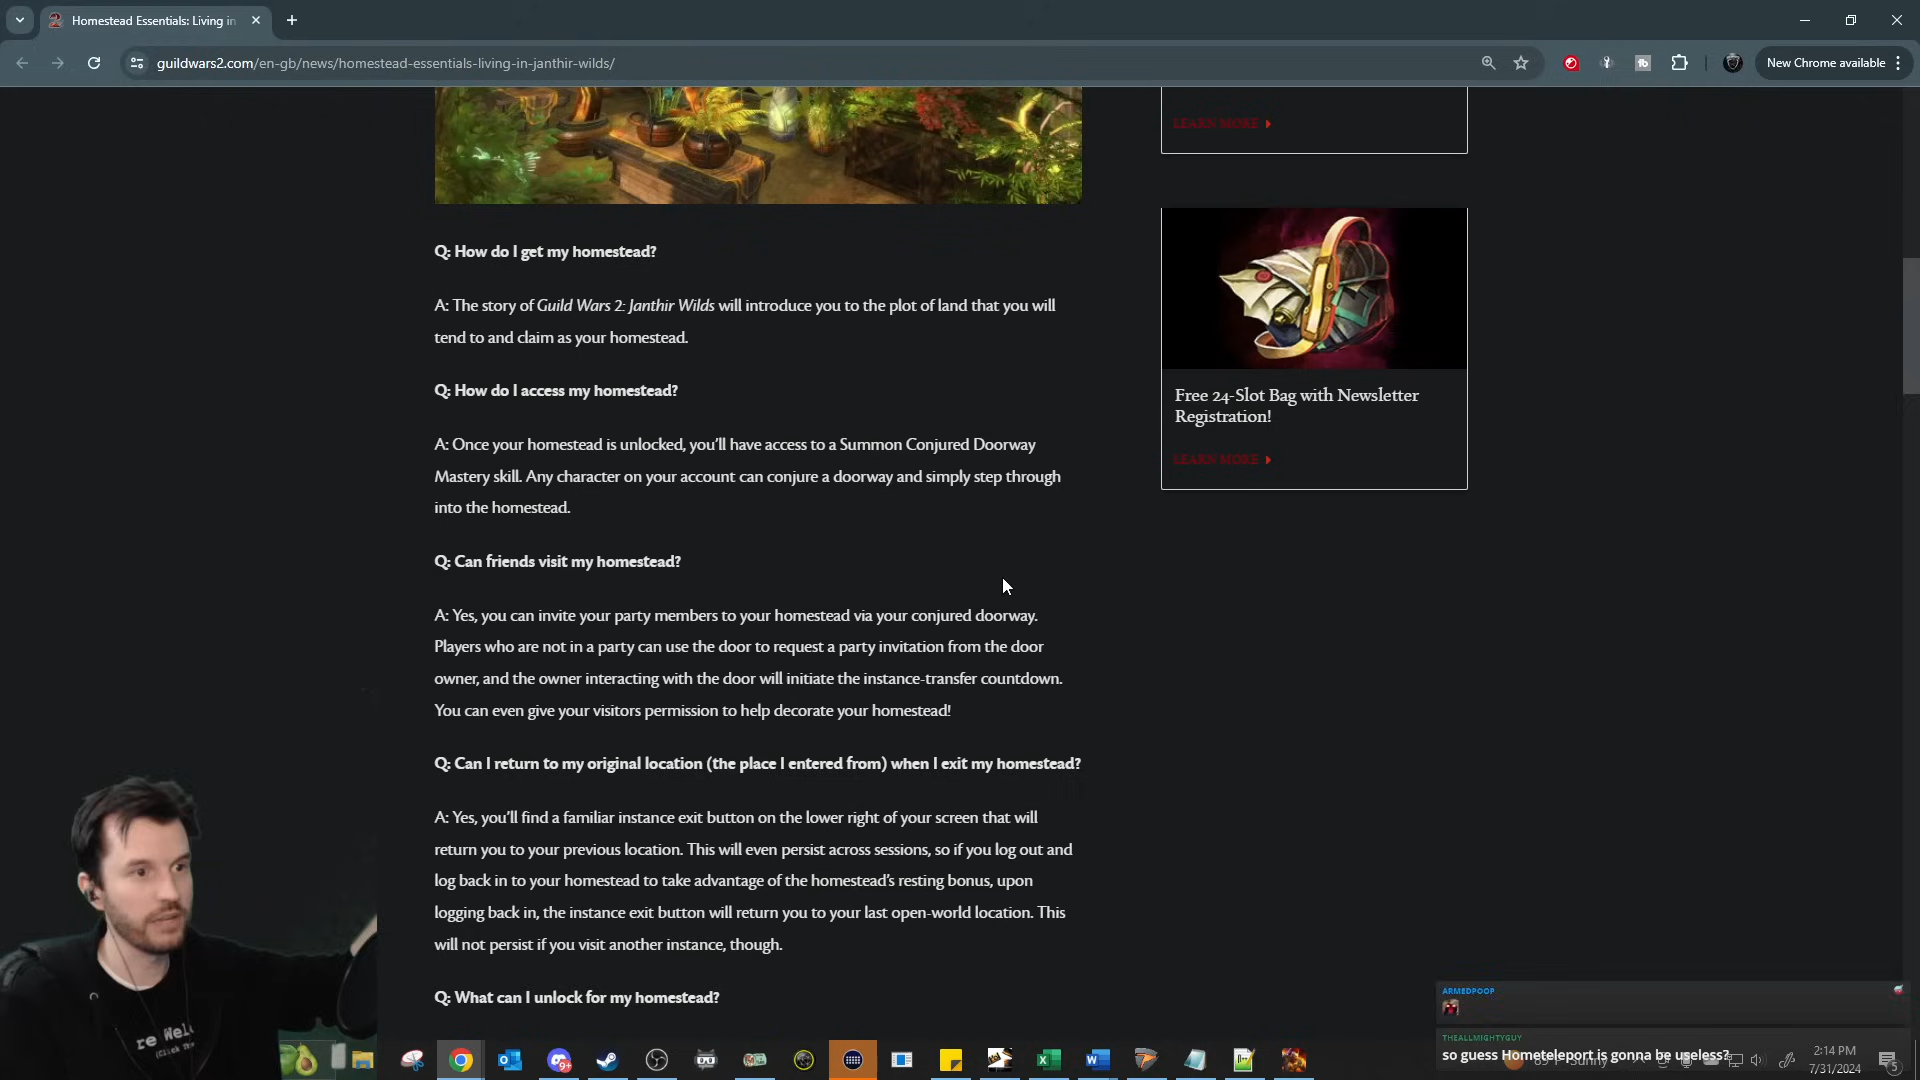 Homestead Essentials: Living in
guildwars2.com/en-gb/news/homestead-essentials-living-in-janthir-wilds/
New Chrome available
LEARN MORE
Q: How do I get my homestead?
A: The story of Guild Wars 2: Janthir Wilds will introduce you to the plot of land that you will
tend to and claim as your homestead.
Q: How do I access my homestead?
A: Once your homestead is unlocked, you’ll have access to a Summon Conjured Doorway
Mastery skill. Any character on your account can conjure a doorway and simply step through
into the homestead.
Q: Can friends visit my homestead?
A: Yes, you can invite your party members to your homestead via your conjured doorway.
Players who are not in a party can use the door to request a party invitation from the door
owner, and the owner interacting with the door will initiate the instance-transfer countdown.
You can even give your visitors permission to help decorate your homestead!
Q: Can I return to my original location (the place I entered from) when I exit my homestead?
A: Yes, you’ll find a familiar instance exit button on the lower right of your screen that will
return you to your previous location. This will even persist across sessions, so if you log out and
log back in to your homestead to take advantage of the homestead’s resting bonus, upon
logging back in, the instance exit button will return you to your last open-world location. This
will not persist if you visit another instance, though.
Q: What can I unlock for my homestead?
Free 24-Slot Bag with Newsletter
Registration!
LEARN MORE
ARMEDPOOP
THEALLMIGHTYGUY
so guess Hometeleport is gonna be useless?
2:14 PM
7/31/2024
5
9+
re Wel
(Click Th